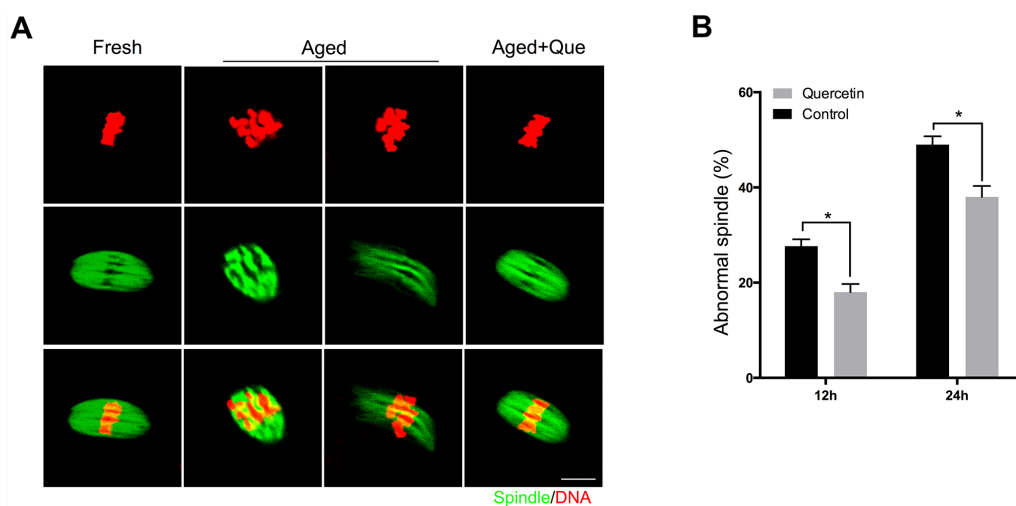 A
Fresh
Aged
Aged+Que
Spindle/DNA
B
Quercetin
Control
*
*
Abnormal spindle (%)
60
40
20
0
12h
24h